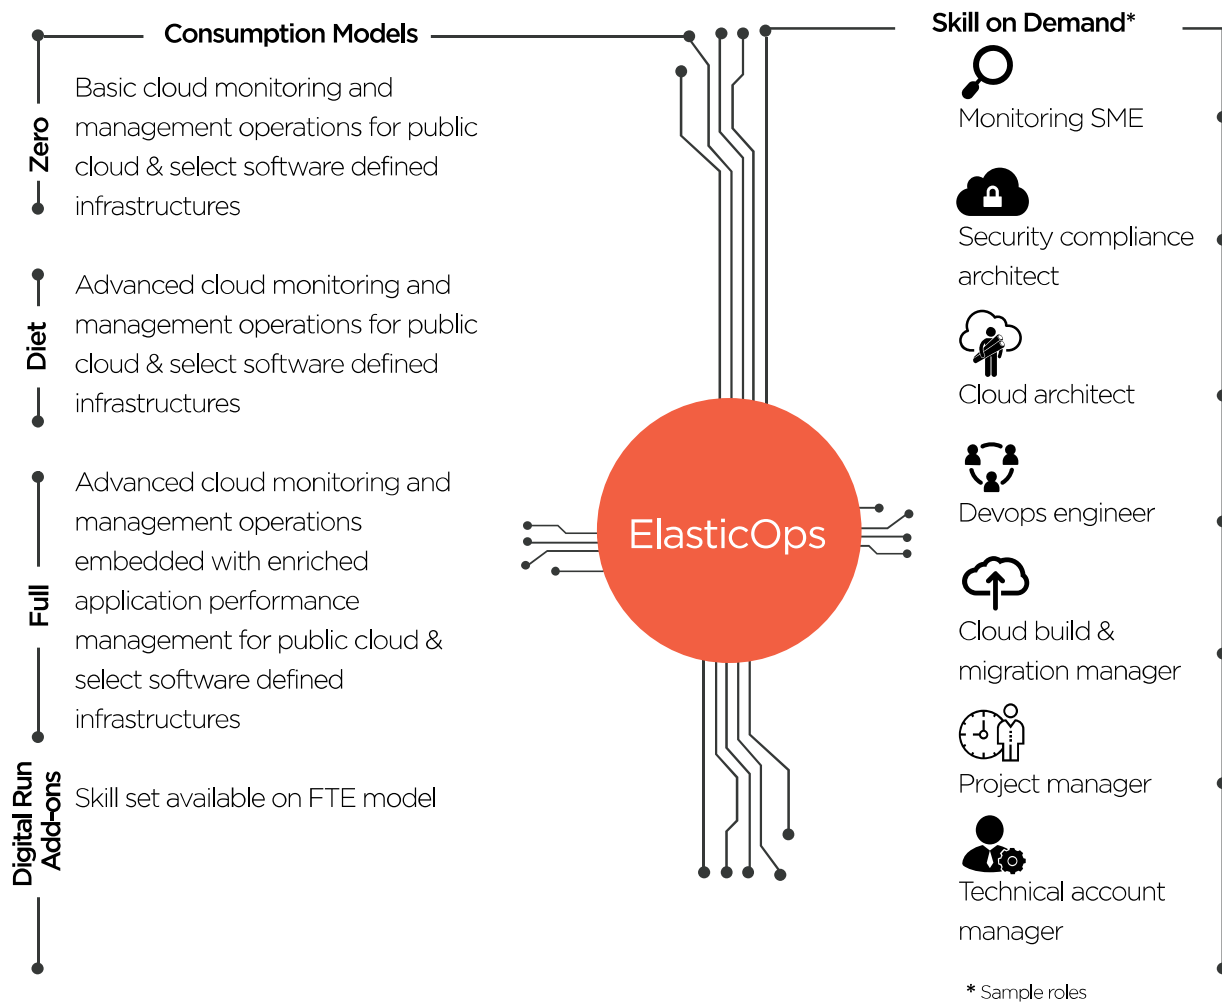 Consumption Models
Zero
Basic cloud monitoring and
management operations for public
cloud & select software defined
infrastructures
Diet
Advanced cloud monitoring and
management operations for public
cloud & select software defined
infrastructures
Full
Advanced cloud monitoring and
management operations
embedded with enriched
application performance
management for public cloud &
select software defined
infrastructures
Digital Run
Add-ons
Skill set available on FTE model
ElasticOps
Skill on Demand*
Monitoring SME
Security compliance
architect
Cloud architect
Devops engineer
Cloud build &
migration manager
Project manager
Technical account
manager
* Sample roles